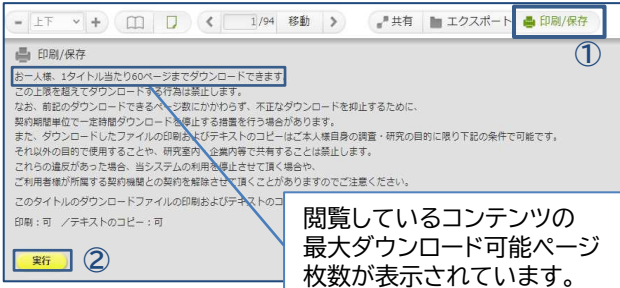 上下 1/94 移動 共有 エクスポート 印刷/保存
①
印刷/保存
お一人様、1タイトル当たり60ページまでダウンロードできます。
この上限を超えてダウンロードする行為は禁止します。
なお、前記のダウンロードできるページ数にかかわらず、不正なダウンロードを抑止するために、
契約期間単位で一定時間ダウンロードを停止する措置を行う場合があります。
また、ダウンロードしたファイルの印刷およびテキストのコピーはご本人様自身の調査・研究の目的に限り下記の条件で可能です。
それ以外の目的で使用することや、研究室内、企業内等で共有することは禁止します。
これらの違反があった場合、当システムの利用を停止させて頂く場合や、
ご利用者様が所属する契約機関との契約を解除させて頂くことがありますのでご注意ください。
このタイトルのダウンロードファイルの印刷およびテキストのコ
印刷：可 ／テキストのコピー：可
実行 ②
閲覧しているコンテンツの
最大ダウンロード可能ページ
枚数が表示されています。